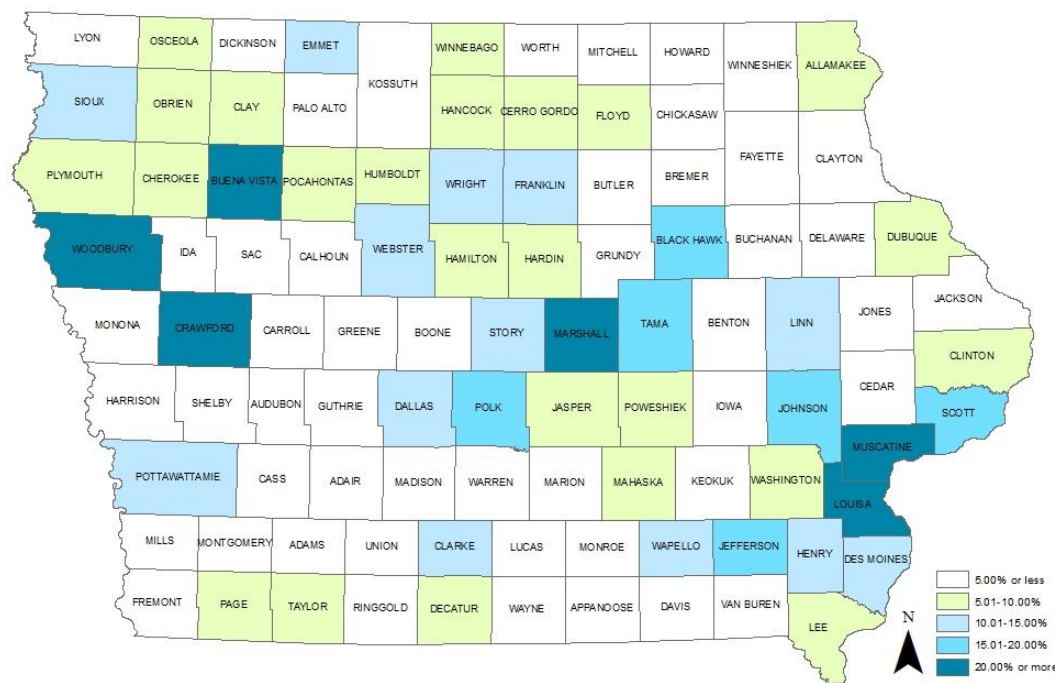 LYON
OSCEOLA
DICKINSON
EMMET
KOSSUTH
WINNEBAGO
WORTH
MITCHELL
HOWARD
WINNESHIEK
ALLAMAKEE
SIOUX
OBRIEN
CLAY
PALO ALTO
HANCOCK
CERRO GORDO
FLOYD
CHICKASAW
PLYMOUTH
CHEROKEE
BUENA VISTA
POCAHONTAS
HUMBOLDT
WRIGHT
FRANKLIN
BUTLER
BREMER
FAYETTE
CLAYTON
WOODBURY
IDA
SAC
CALHOUN
WEBSTER
HAMILTON
HARDIN
GRUNDY
BLACK HAWK
BUCHANAN
DELAWARE
DUBUQUE
MONONA
CRAWFORD
CARROLL
GREENE
BOONE
STORY
MARSHALL
TAMA
BENTON
LINN
JONES
JACKSON
CLINTON
HARRISON
SHELBY
AUDUBON
GUTHRIE
DALLAS
POLK
JASPER
POWESHIEK
IOWA
JOHNSON
CEDAR
SCOTT
MUSCATINE
POTTAWATTAMIE
CASS
ADAIR
MADISON
WARREN
MARION
MAHASKA
KEOKUK
WASHINGTON
LOUISA
MILLS
MONTGOMERY
ADAMS
UNION
CLARKE
LUCAS
MONROE
WAPELLO
JEFFERSON
HENRY
DES MOINES
FREMONT
PAGE
TAYLOR
RINGGOLD
DECATUR
WAYNE
APPANOOSE
DAVIS
VAN BUREN
LEE
N
5.00% or less
5.01-10.00%
10.01-15.00%
15.01-20.00%
20.00% or more